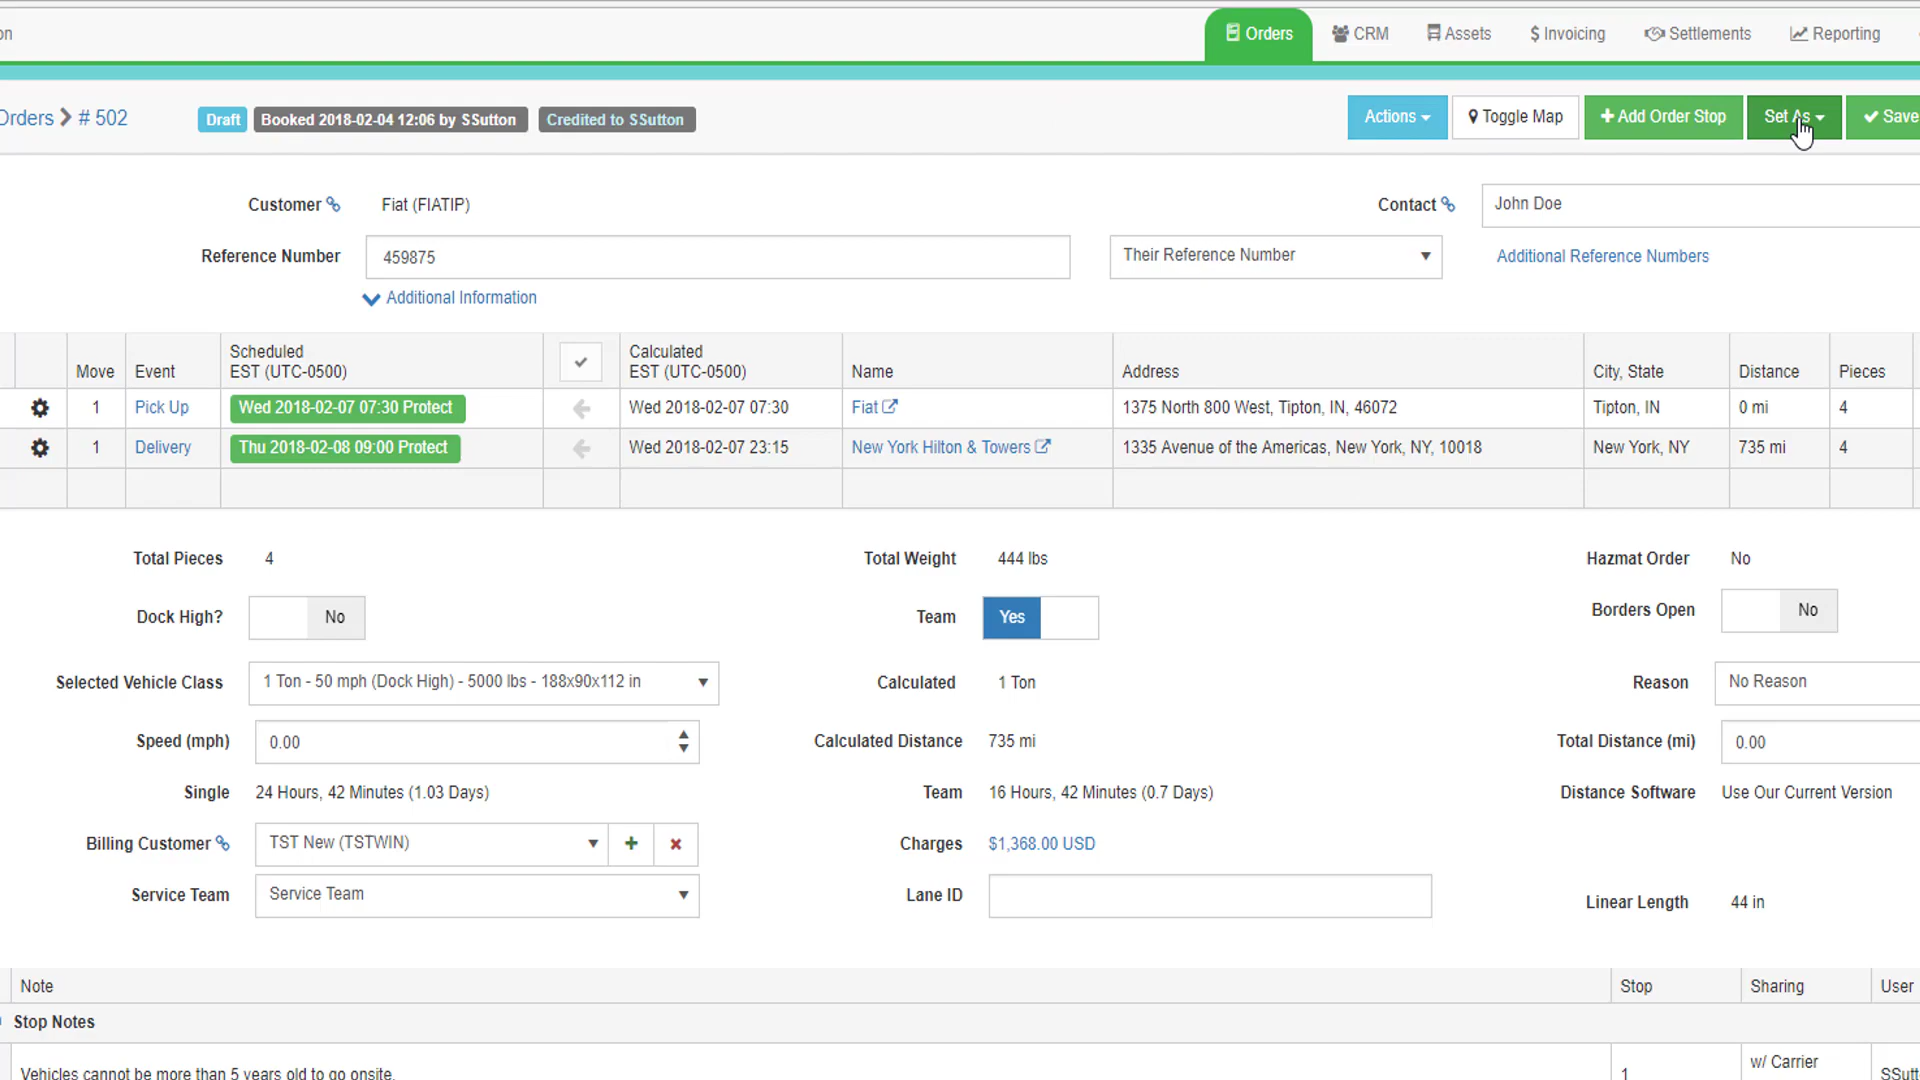 on
Orders
CRM
Assets
$ Invoicing
Settlements
Reporting
Orders > # 502
Draft
Booked 2018-02-04 12:06 by SSutton
Credited to SSutton
Actions
Toggle Map
+ Add Order Stop
Set As
Save
Customer
Fiat (FIATIP)
Contact
John Doe
Reference Number
459875
Their Reference Number
Additional Reference Numbers
Additional Information
Move
Event
Scheduled
EST (UTC-0500)
Calculated
EST (UTC-0500)
Name
Address
City, State
Distance
Pieces
1
Pick Up
Wed 2018-02-07 07:30 Protect
Wed 2018-02-07 07:30
Fiat
1375 North 800 West, Tipton, IN, 46072
Tipton, IN
0 mi
4
1
Delivery
Thu 2018-02-08 09:00 Protect
Wed 2018-02-07 23:15
New York Hilton & Towers
1335 Avenue of the Americas, New York, NY, 10018
New York, NY
735 mi
4
Total Pieces
4
Total Weight
444 lbs
Hazmat Order
No
Dock High?
No
Team
Yes
Borders Open
No
Selected Vehicle Class
1 Ton - 50 mph (Dock High) - 5000 lbs - 188x90x112 in
Calculated
1 Ton
Reason
No Reason
Speed (mph)
0.00
Calculated Distance
735 mi
Total Distance (mi)
0.00
Single
24 Hours, 42 Minutes (1.03 Days)
Team
16 Hours, 42 Minutes (0.7 Days)
Distance Software
Use Our Current Version
Billing Customer
TST New (TSTWIN)
Charges
$1,368.00 USD
Service Team
Service Team
Lane ID
Linear Length
44 in
Note
Stop
Sharing
User
Stop Notes
Vehicles cannot be more than 5 years old to go onsite.
1
w/ Carrier
SSutt